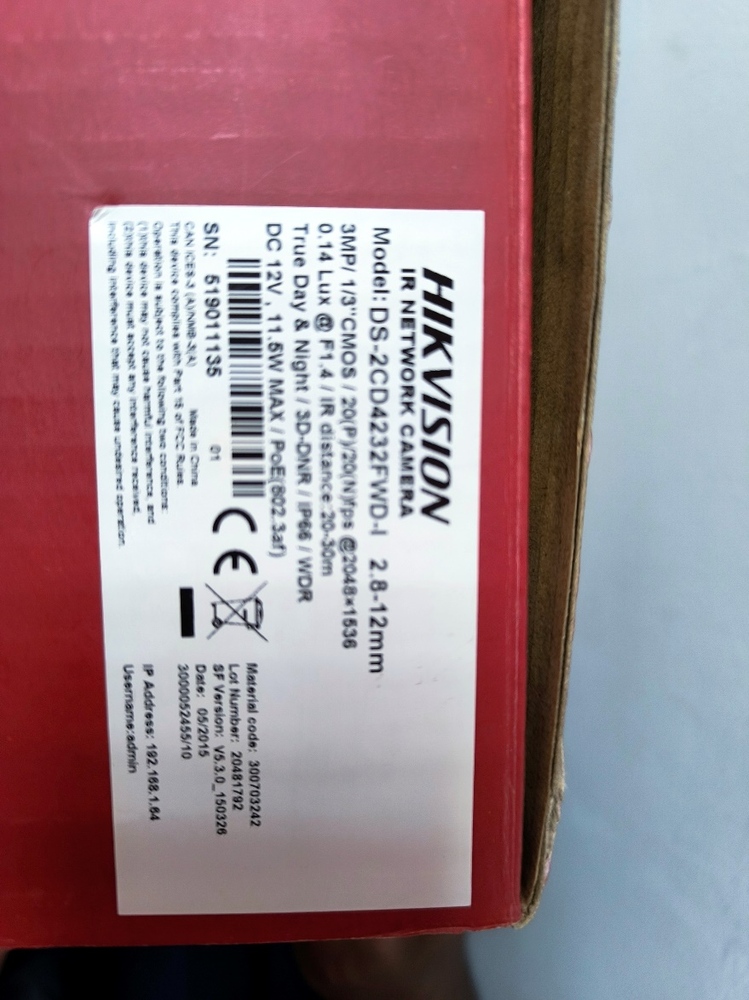 HIKVISION
IR NETWORK CAMERA
Model: DS-2CD4232FWD-I 2.8-12mm
3MP/ 1/3"CMOS / 20(P)/20(N)fps @2048×1536
0.14 Lux @ F1.4 / IR distance:20~30m
True Day & Night / 3D-DNR / IP66 / WDR
DC 12V , 11.5W MAX / PoE(802.3af)
SN: 519011135 01
CAN ICES-3 (A)/NMB-3(A) Made in China
This device complies with Part 15 of FCC Rules.
Operation is subject to the following two conditions:
(1)this device may not cause harmful interference, and
(2)this device must accept any interference received,
including interference that may cause undesired operation.
CE
Material code: 300703242
Lot Number: 20481792
SF Version: V5.3.0_150326
Date: 05/2015
3000052455/10
IP Address: 192.168.1.64
Username:admin